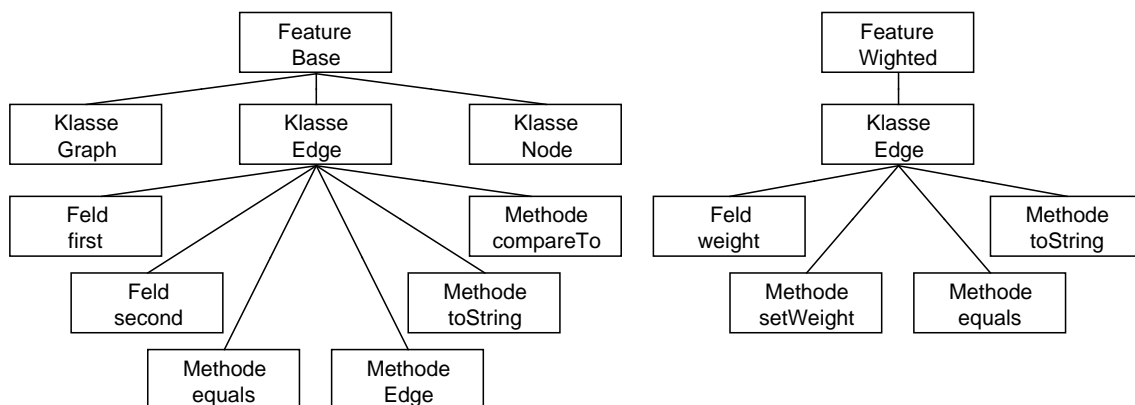 Feature
Base
Feature
Wighted
Klasse
Graph
Klasse
Edge
Klasse
Node
Klasse
Edge
Feld
first
Methode
compareTo
Feld
weight
Methode
toString
Feld
second
Methode
toString
Methode
setWeight
Methode
equals
Methode
equals
Methode
Edge